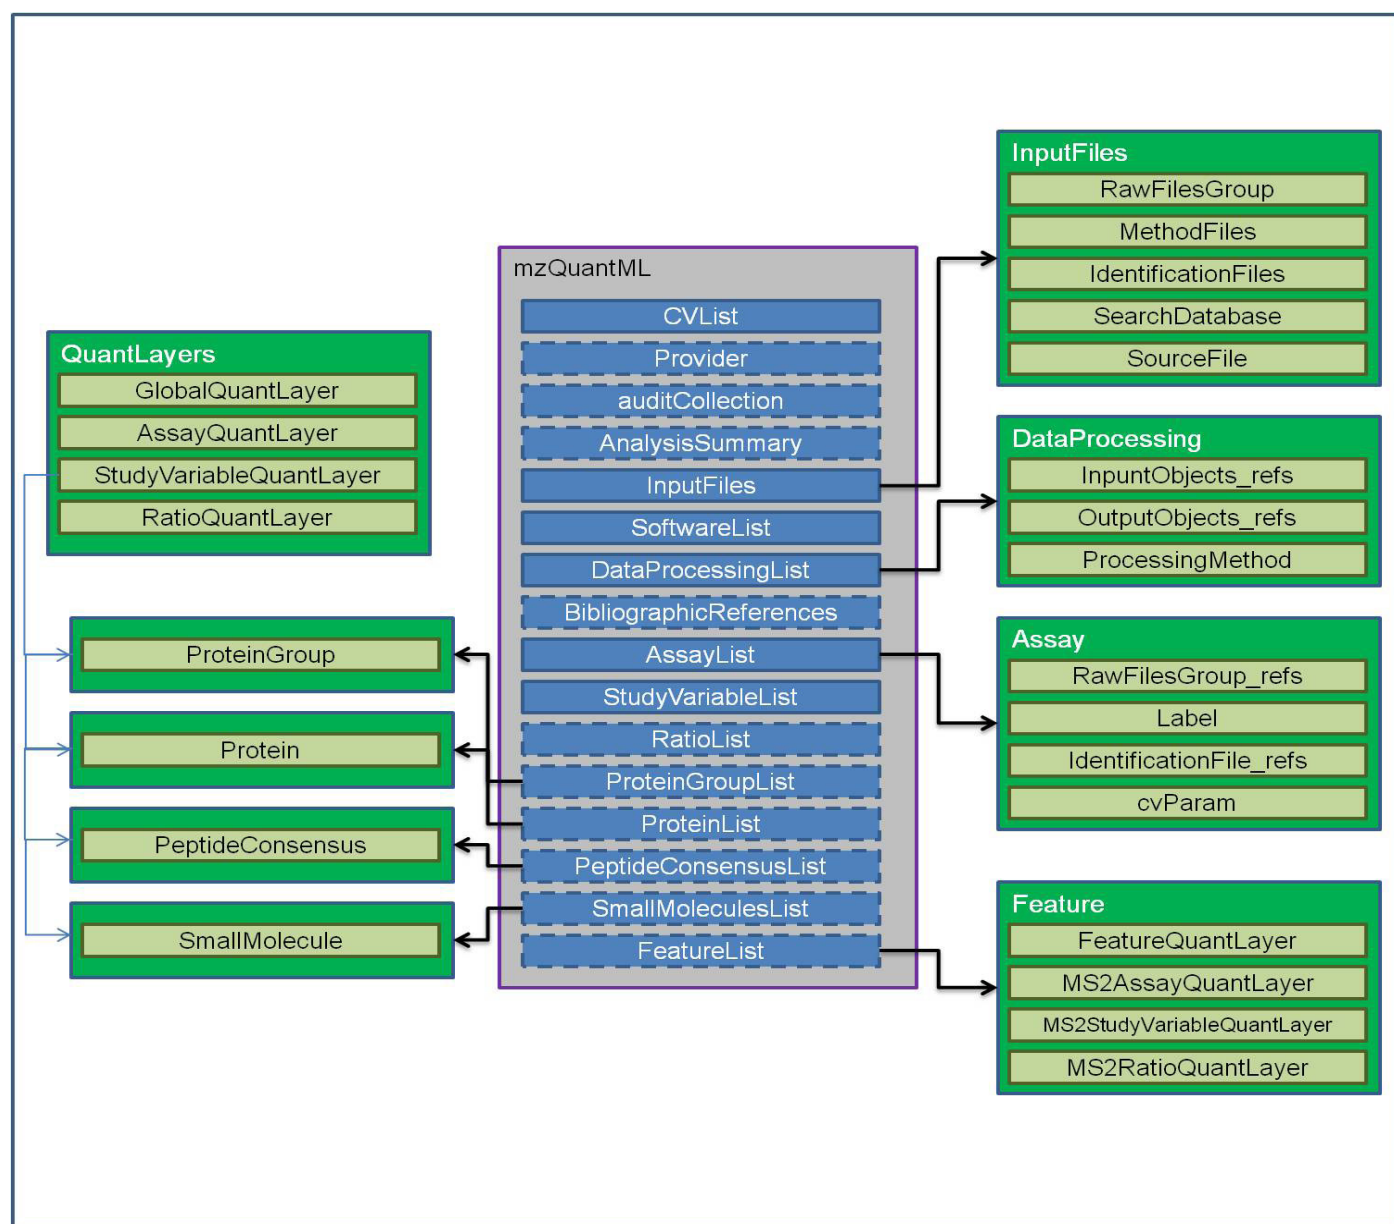 QuantLayers
GlobalQuantLayer
AssayQuantLayer
StudyVariableQuantLayer
RatioQuantLayer
ProteinGroup
Protein
PeptideConsensus
SmallMolecule
mzQuantML
CVList
Provider
auditCollection
AnalysisSummary
InputFiles
SoftwareList
DataProcessingList
BibliographicReferences
AssayList
StudyVariableList
RatioList
ProteinGroupList
ProteinList
PeptideConsensusList
SmallMoleculesList
FeatureList
InputFiles
RawFilesGroup
MethodFiles
IdentificationFiles
SearchDatabase
SourceFile
DataProcessing
InpuntObjects_refs
OutputObjects_refs
ProcessingMethod
Assay
RawFilesGroup_refs
Label
IdentificationFile_refs
cvParam
Feature
FeatureQuantLayer
MS2AssayQuantLayer
MS2StudyVariableQuantLayer
MS2RatioQuantLayer